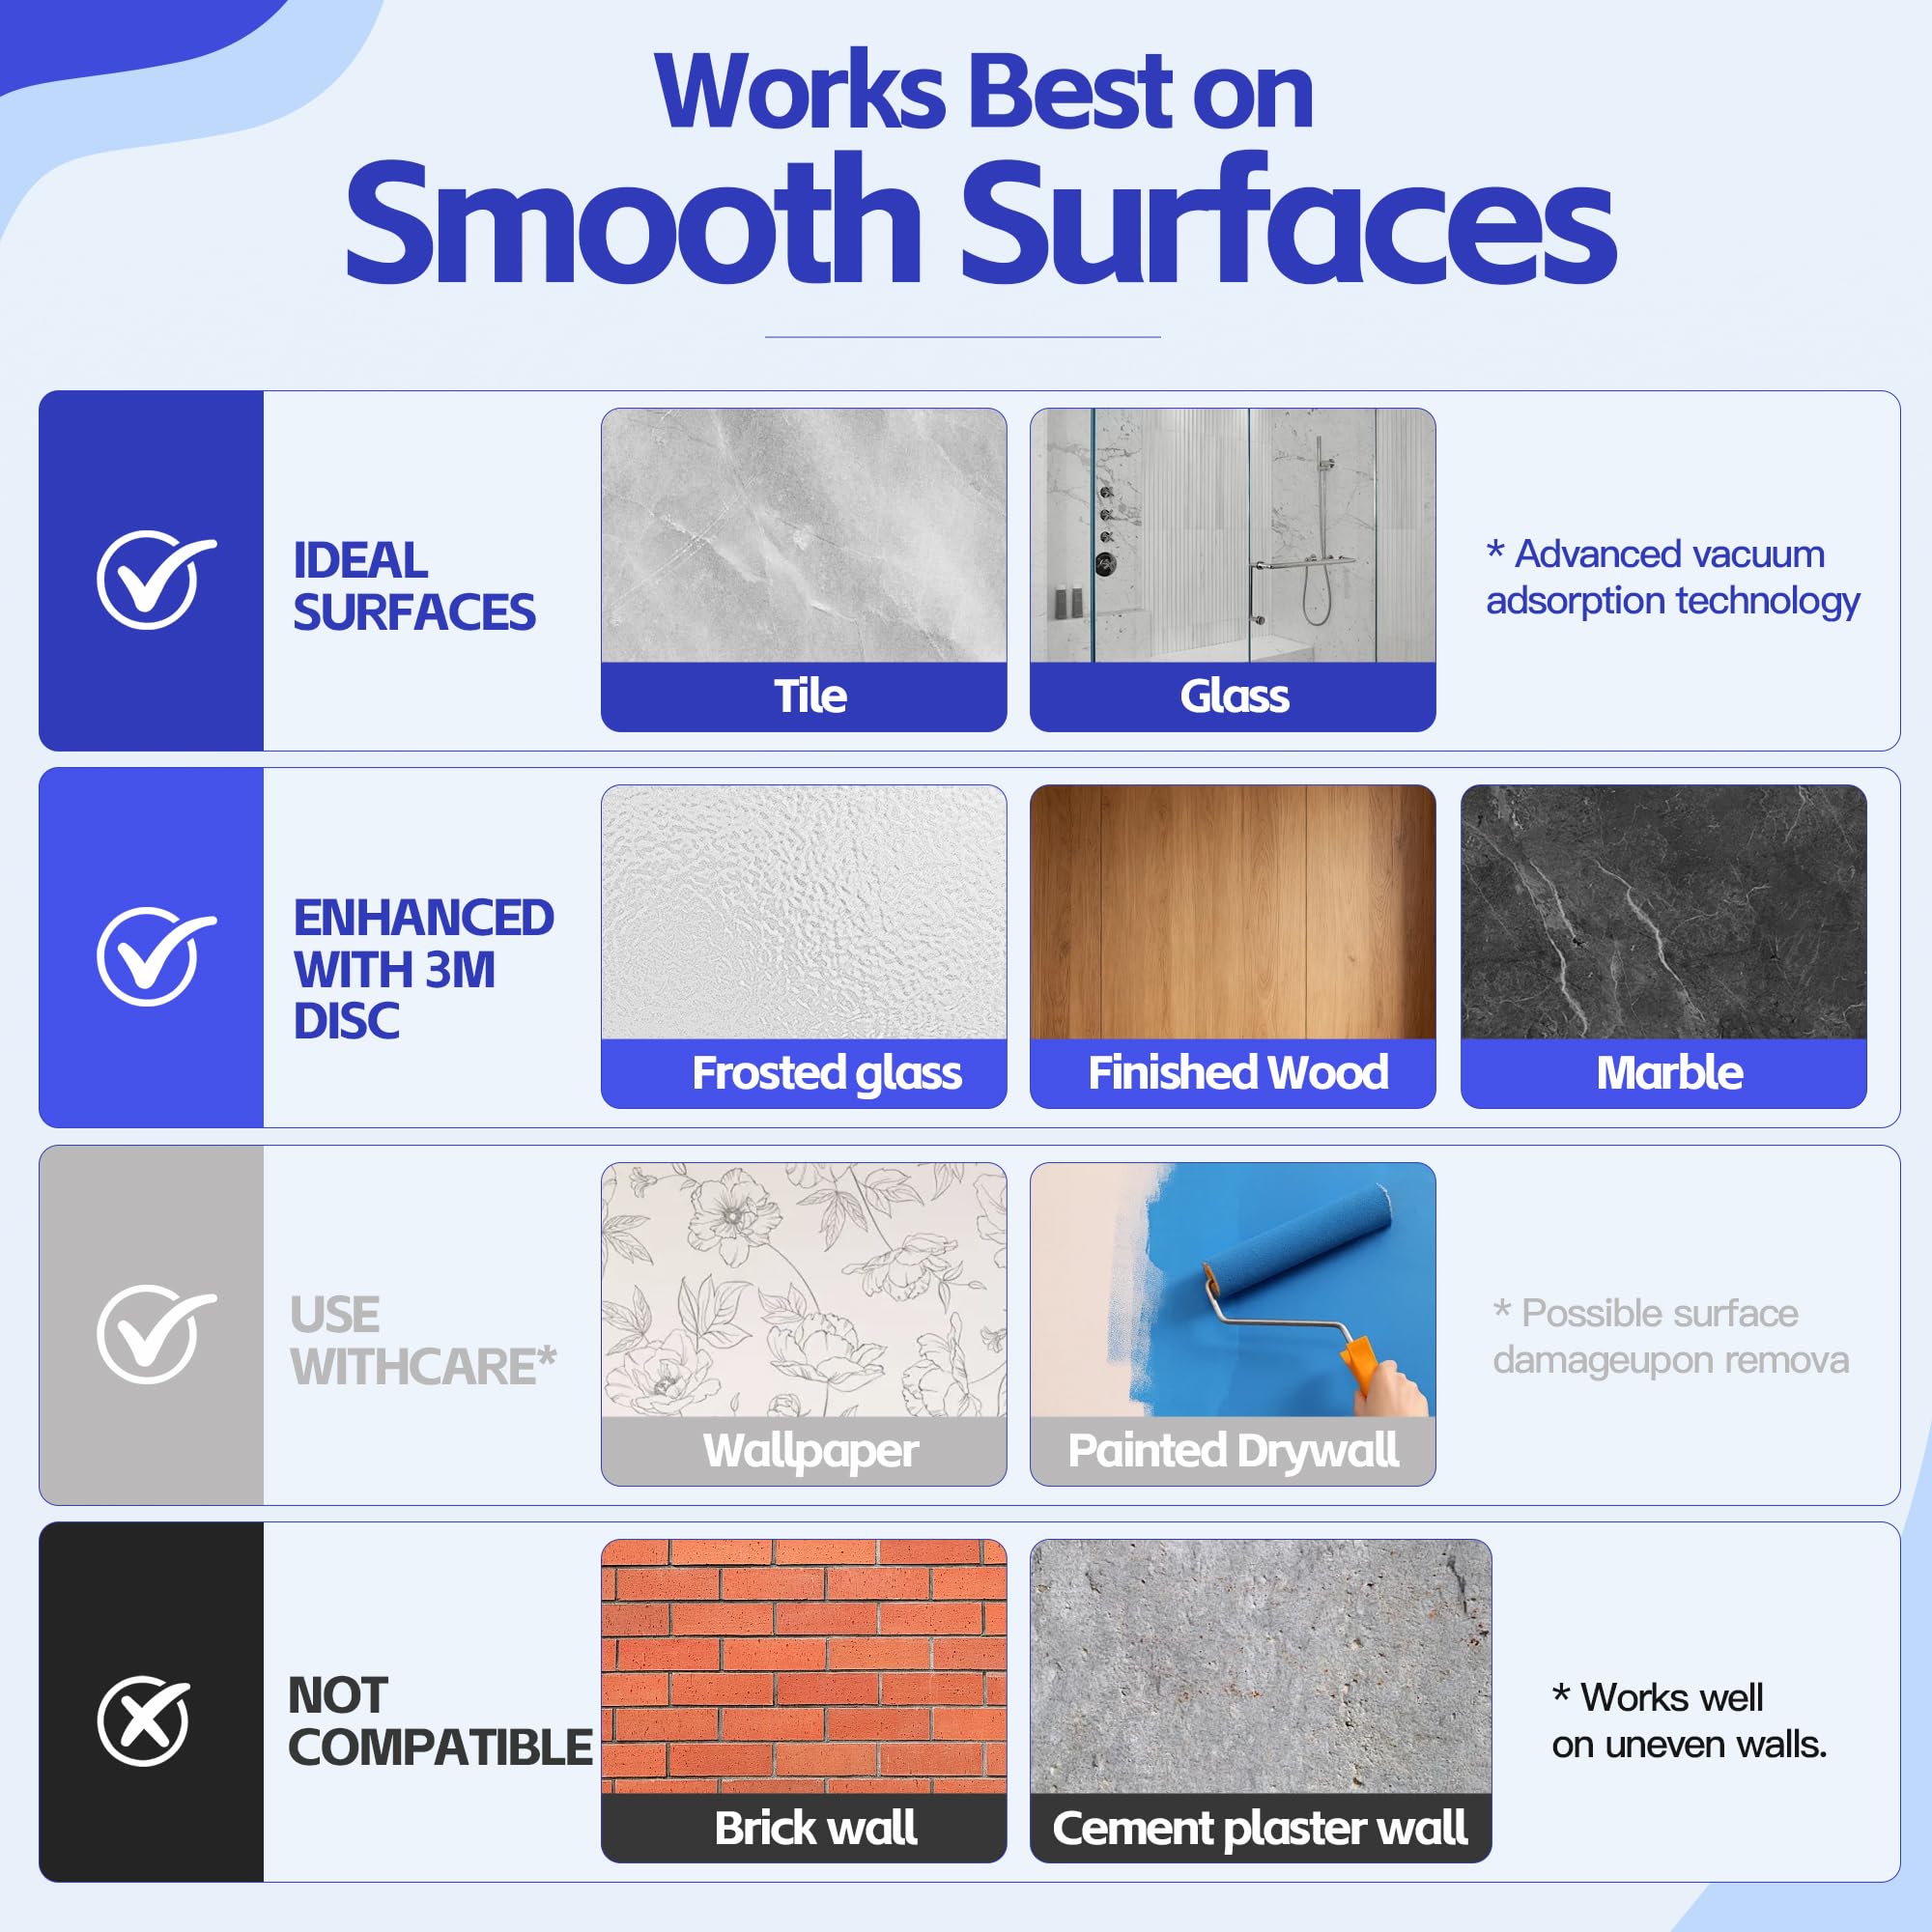 Works Best on
Smooth Surfaces
IDEAL
SURFACES
Tile
Glass
* Advanced vacuum
adsorption technology
ENHANCED
WITH 3M
DISC
Frosted glass
Finished Wood
Marble
USE
WITHCARE*
Wallpaper
Painted Drywall
* Possible surface
damageupon remova
NOT
COMPATIBLE
Brick wall
Cement plaster wall
* Works well
on uneven walls.